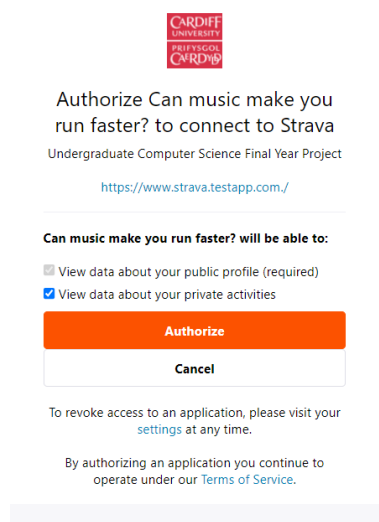 CARDIFF
UNIVERSITY
PRIFYSGOL
CAERDYDD
Authorize Can music make you
run faster? to connect to Strava
Undergraduate Computer Science Final Year Project
https://www.strava.testapp.com./
Can music make you run faster? will be able to:
View data about your public profile (required)
View data about your private activities
Authorize
Cancel
To revoke access to an application, please visit your
settings at any time.
By authorizing an application you continue to
operate under our Terms of Service.